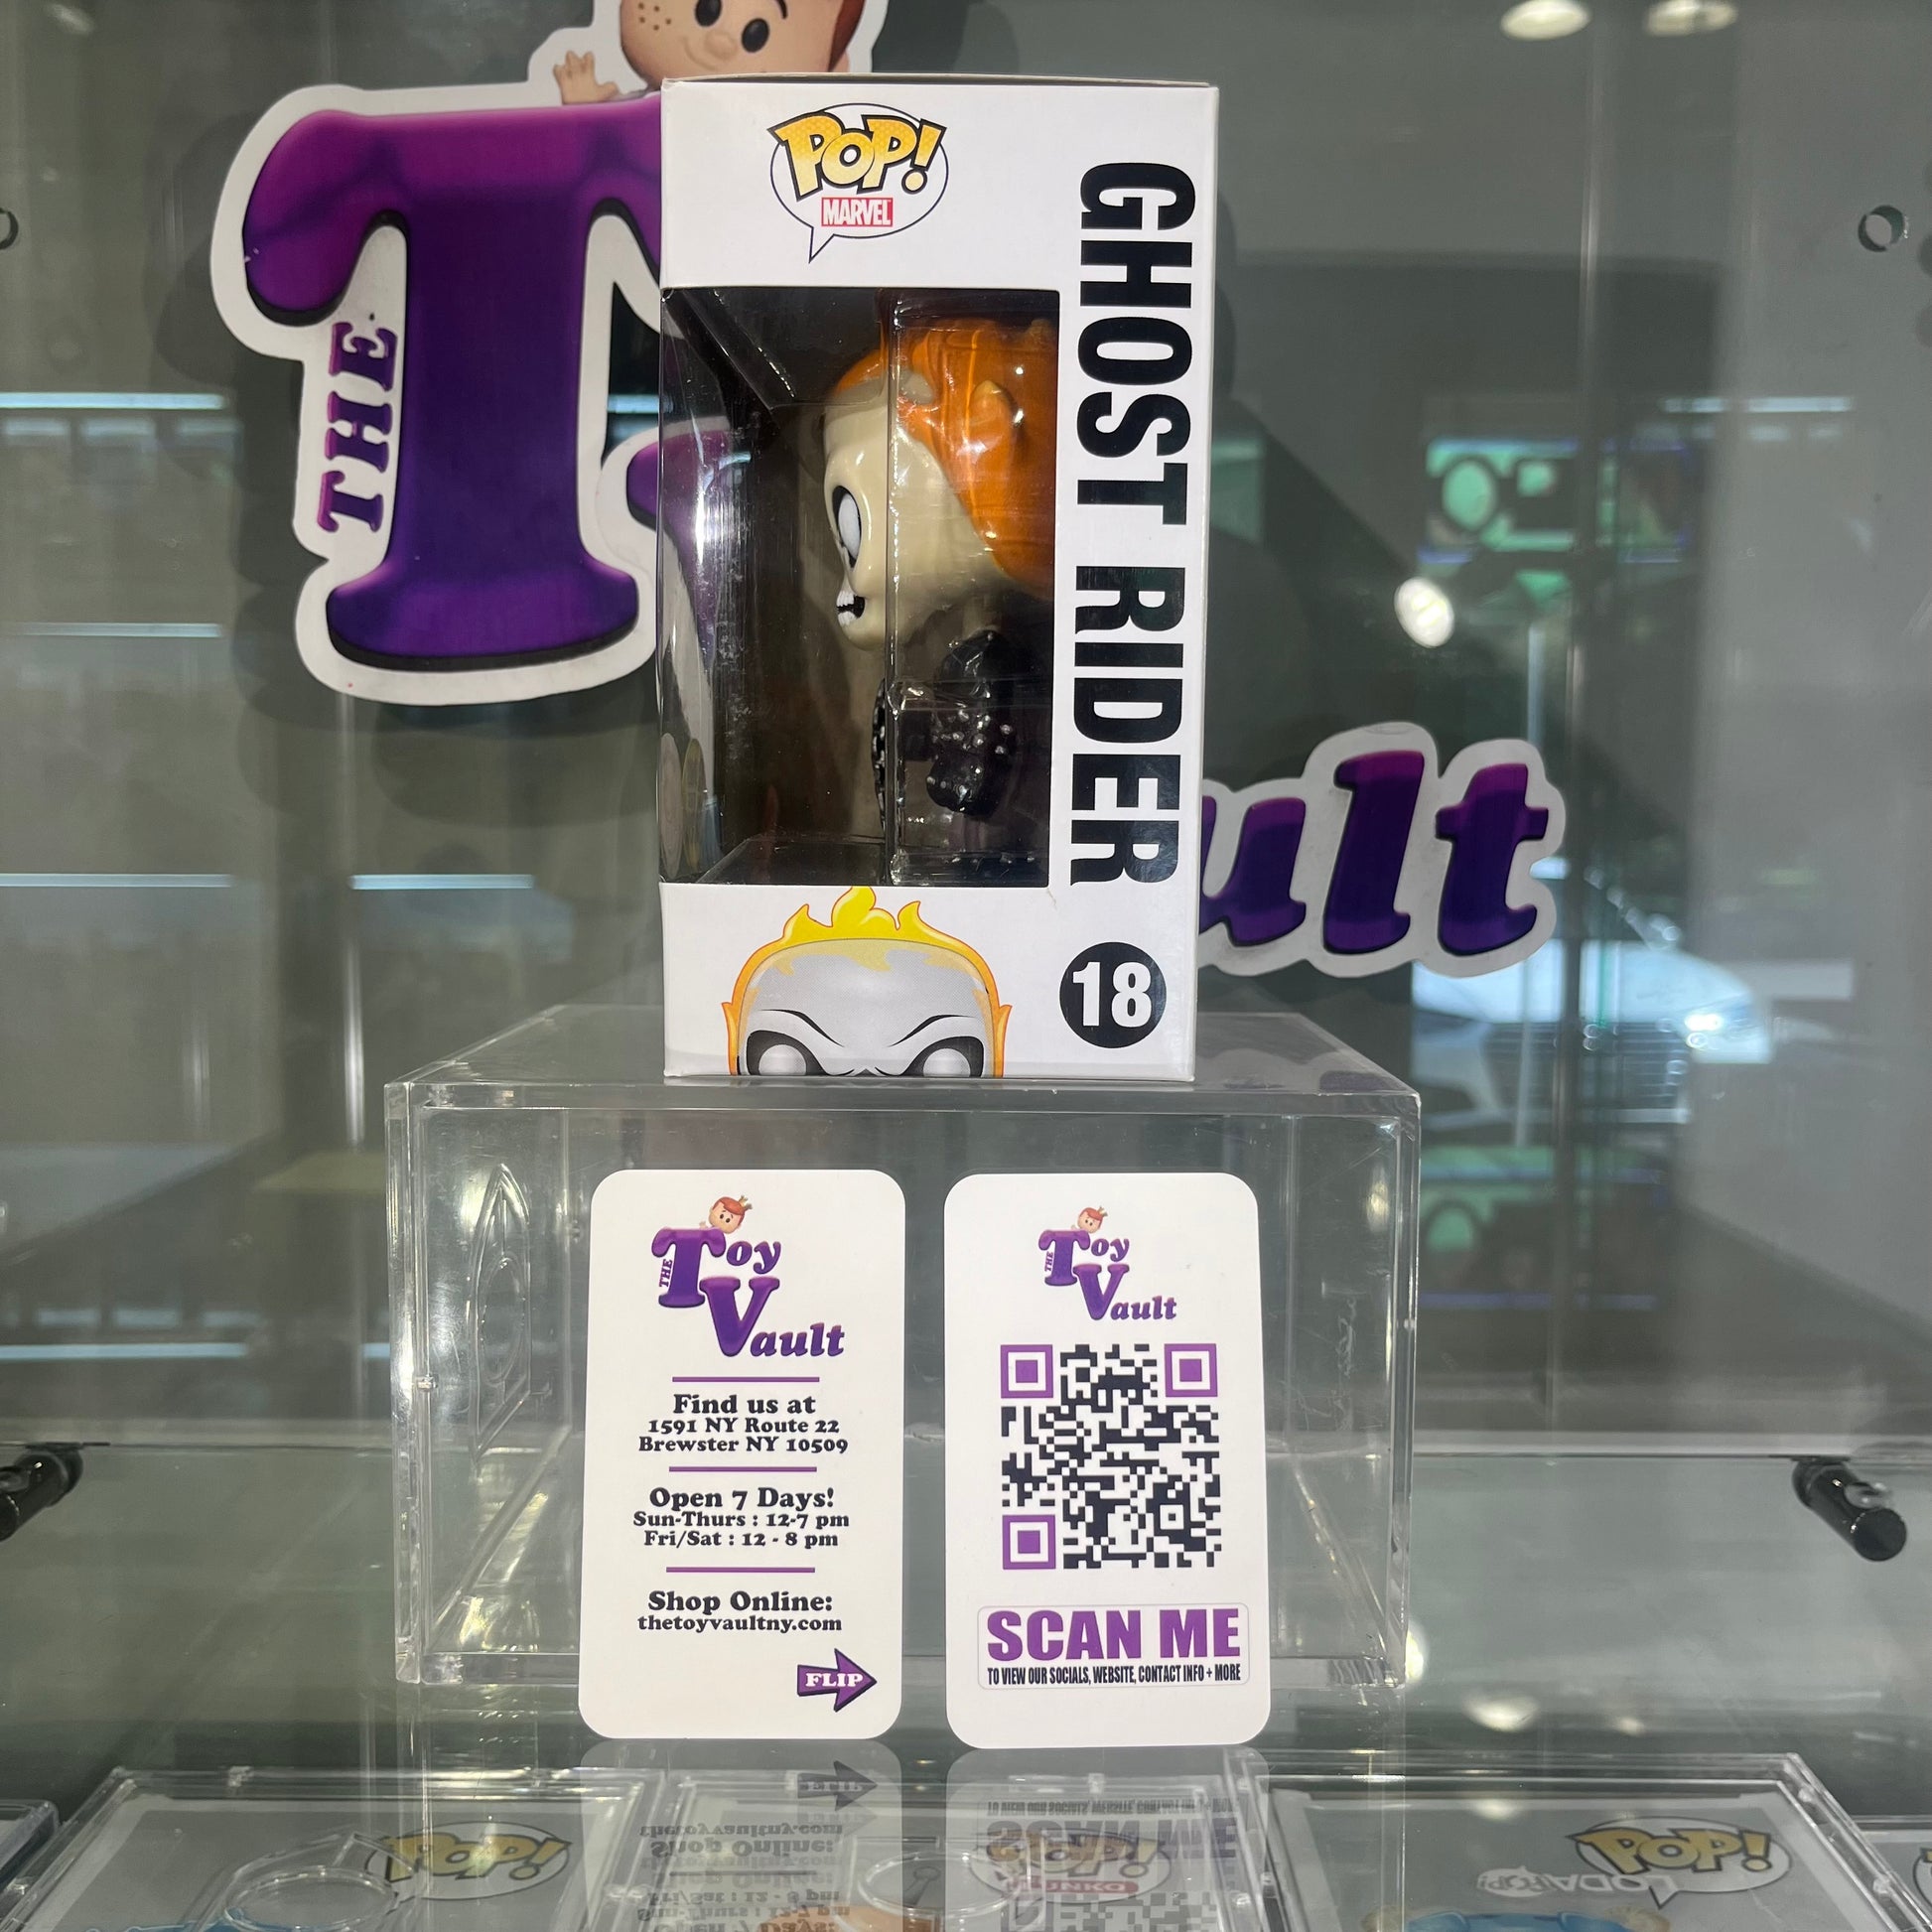 THE
T
ult
POP!
MARVEL
GHOST RIDER
18
THE Toy
Vault
Find us at
1591 NY Route 22
Brewster NY 10509
Open 7 Days!
Sun-Thurs : 12-7 pm
Fri/Sat : 12 - 8 pm
Shop Online:
thetoyvaultny.com
FLIP
THE Toy
Vault
SCAN ME
TO VIEW OUR SOCIALS, WEBSITE, CONTACT INFO + MORE
POP!
POP!